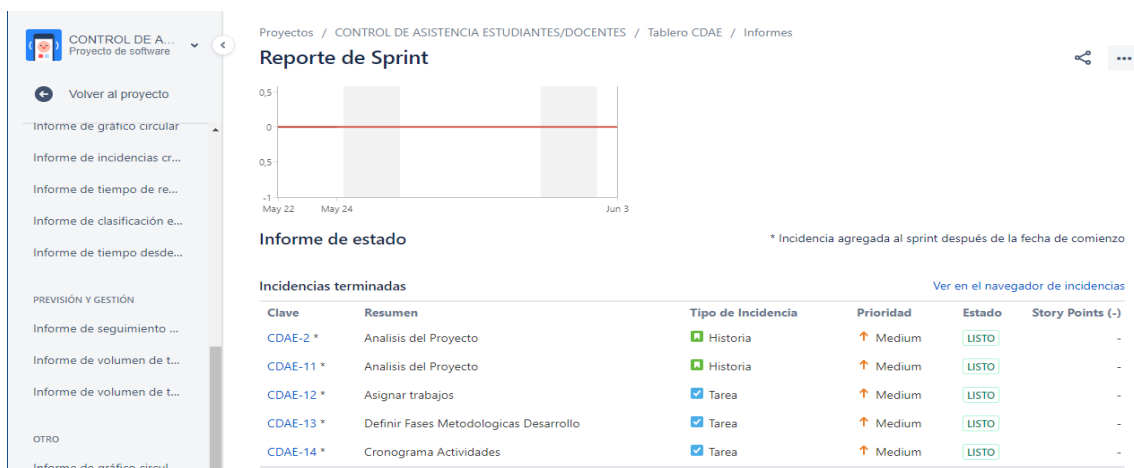 CONTROL DE A...
Proyecto de software
Volver al proyecto
Informe de gráfico circular
Informe de incidencias cr...
Informe de tiempo de re...
Informe de clasificación e...
Informe de tiempo desde...
PREVISIÓN Y GESTIÓN
Informe de seguimiento ...
Informe de volumen de t...
Informe de volumen de t...
OTRO
Informe de gráfico circul...
Proyectos / CONTROL DE ASISTENCIA ESTUDIANTES/DOCENTES / Tablero CDAE / Informes
Reporte de Sprint
0,5
0
0,5
-1
May 22 May 24 Jun 3
Informe de estado
* Incidencia agregada al sprint después de la fecha de comienzo
Incidencias terminadas
Ver en el navegador de incidencias
Clave Resumen Tipo de Incidencia Prioridad Estado Story Points (-)
CDAE-2 * Analisis del Proyecto Historia Medium LISTO -
CDAE-11 * Analisis del Proyecto Historia Medium LISTO -
CDAE-12 * Asignar trabajos Tarea Medium LISTO -
CDAE-13 * Definir Fases Metodologicas Desarrollo Tarea Medium LISTO -
CDAE-14 * Cronograma Actividades Tarea Medium LISTO -